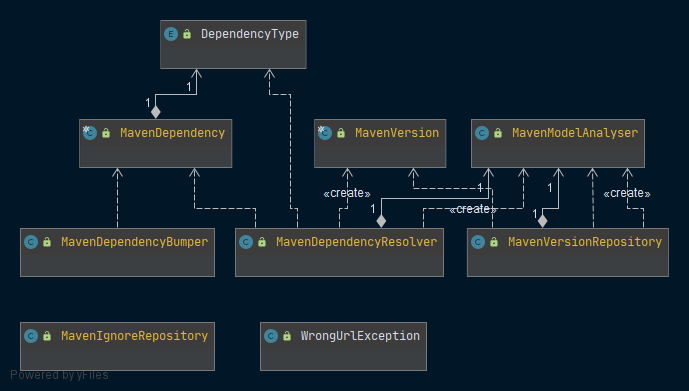 E DependencyType
1
1
C MavenDependency
C MavenVersion
C MavenModelAnalyser
«create»
1
1
«create»
1
«create»
1
C MavenDependencyBumper
C MavenDependencyResolver
C MavenVersionRepository
C MavenIgnoreRepository
C WrongUrlException
Powered by yFiles